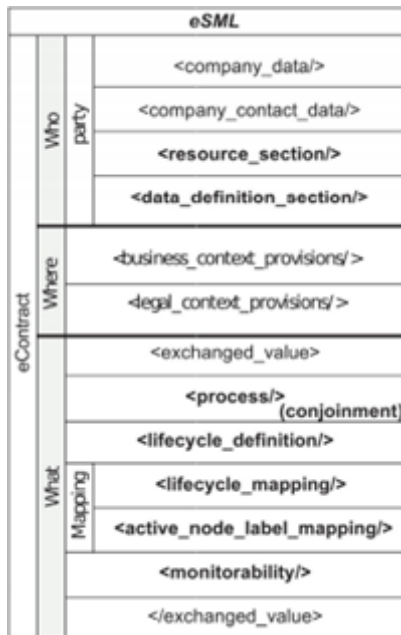 eSML
eContract
Who
party
<company_data/>
<company_contact_data/>
<resource_section/>
<data_definition_section/>
Where
<business_context_provisions/>
<legal_context_provisions/>
What
<exchanged_value>
<process/>
(conjoinment)
<lifecycle_definition/>
Mapping
<lifecycle_mapping/>
<active_node_label_mapping/>
<monitorability/>
</exchanged_value>